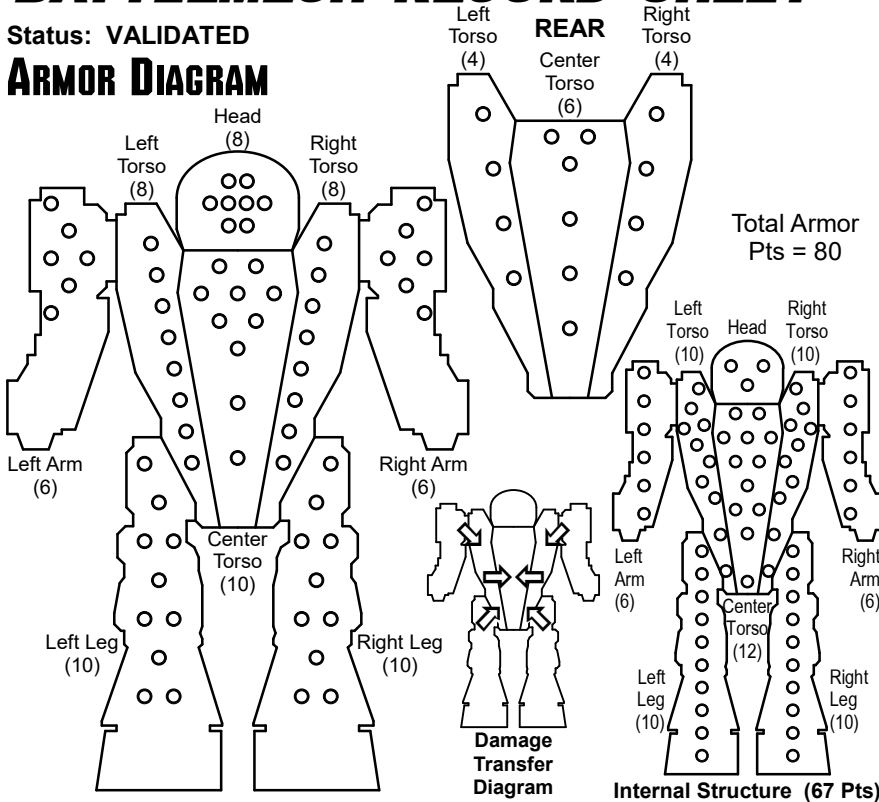 BATTLEMECH RECORD SHEET
Status: VALIDATED
ARMOR DIAGRAM
Head
(8)
Left
Torso
(8)
Right
Torso
(8)
Left Arm
(6)
Right Arm
(6)
Center
Torso
(10)
Left Leg
(10)
Right Leg
(10)
REAR
Left
Torso
(4)
Center
Torso
(6)
Right
Torso
(4)
Total Armor
Pts = 80
Damage
Transfer
Diagram
Left
Torso
(10)
Head
Right
Torso
(10)
Left
Arm
(6)
Right
Arm
(6)
Center
Torso
(12)
Left
Leg
(10)
Right
Leg
(10)
Internal Structure (67 Pts)